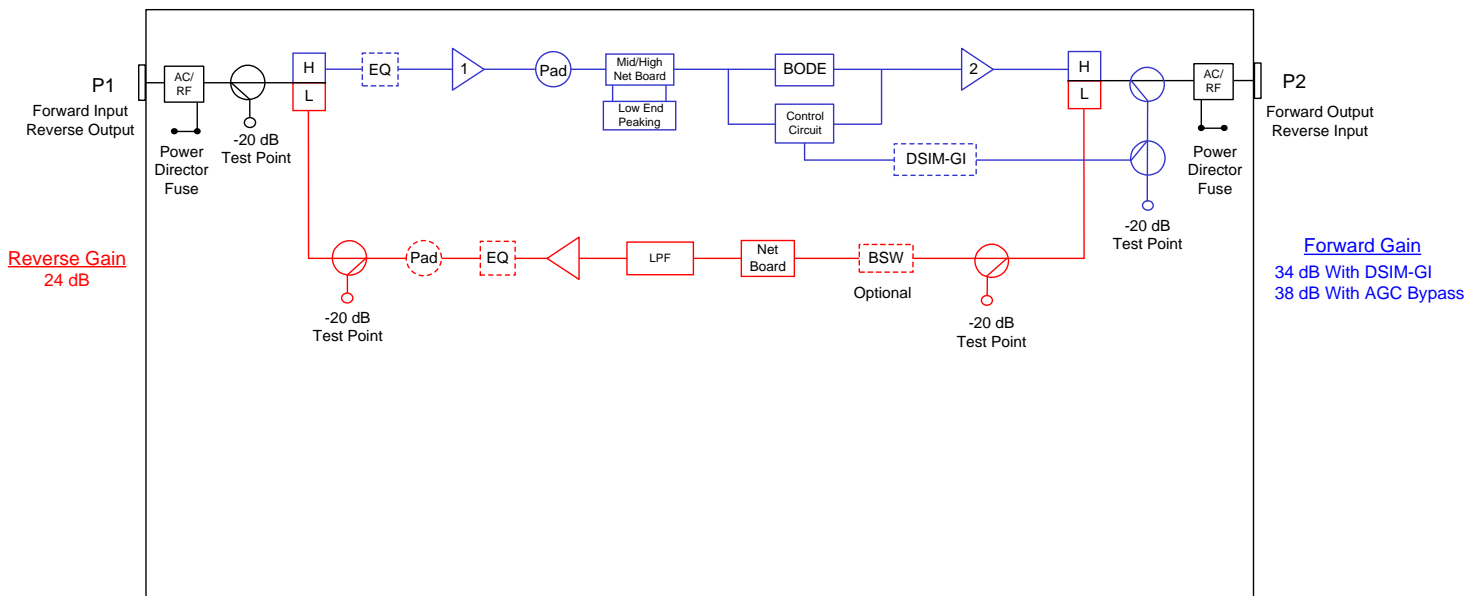 P1
Forward Input
Reverse Output
AC/
RF
Power
Director
Fuse
-20 dB
Test Point
H
L
EQ
1
Pad
Mid/High
Net Board
Low End
Peaking
BODE
Control
Circuit
DSIM-GI
2
H
L
-20 dB
Test Point
AC/
RF
Power
Director
Fuse
P2
Forward Output
Reverse Input
Reverse Gain
24 dB
-20 dB
Test Point
Pad
EQ
LPF
Net
Board
BSW
Optional
-20 dB
Test Point
Forward Gain
34 dB With DSIM-GI
38 dB With AGC Bypass